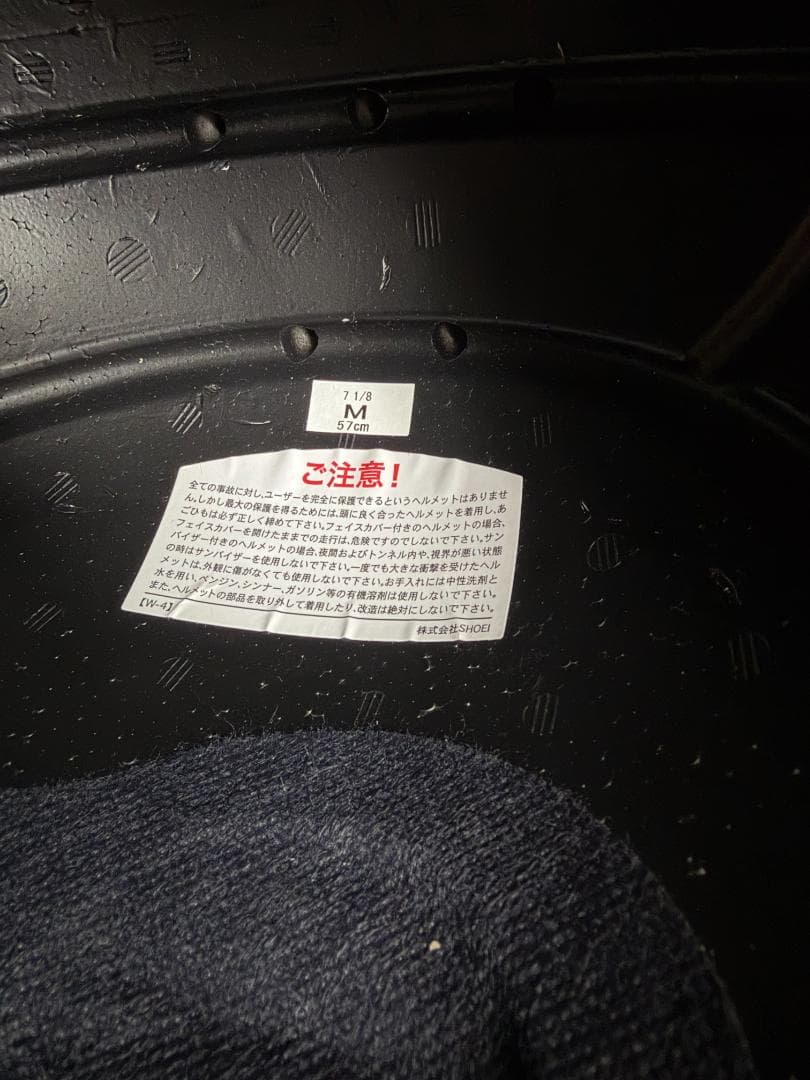 7 1/8
M
57cm
ご注意！
全ての事故に対し、ユーザーを完全に保護できるというヘルメットはありませ
ん。しかし最大の保護を得るためには、頭に良く合ったヘルメットを着用し、あ
ごひもは必ず正しく締めて下さい。フェイスカバー付きのヘルメットの場合、
フェイスカバーを開けたままでの走行は、危険ですのでしないで下さい。サン
バイザー付きのヘルメットの場合、夜間およびトンネル内や、視界が悪い状態
の時はサンバイザーを使用しないで下さい。一度でも大きな衝撃を受けたヘル
メットは、外観に傷がなくても使用しないで下さい。お手入れには中性洗剤と
水を用い、ベンジン、シンナー、ガソリン等の有機溶剤は使用しないで下さい。
また、ヘルメットの部品を取り外して着用したり、改造は絶対にしないで下さい。
【W-4】
株式会社SHOEI